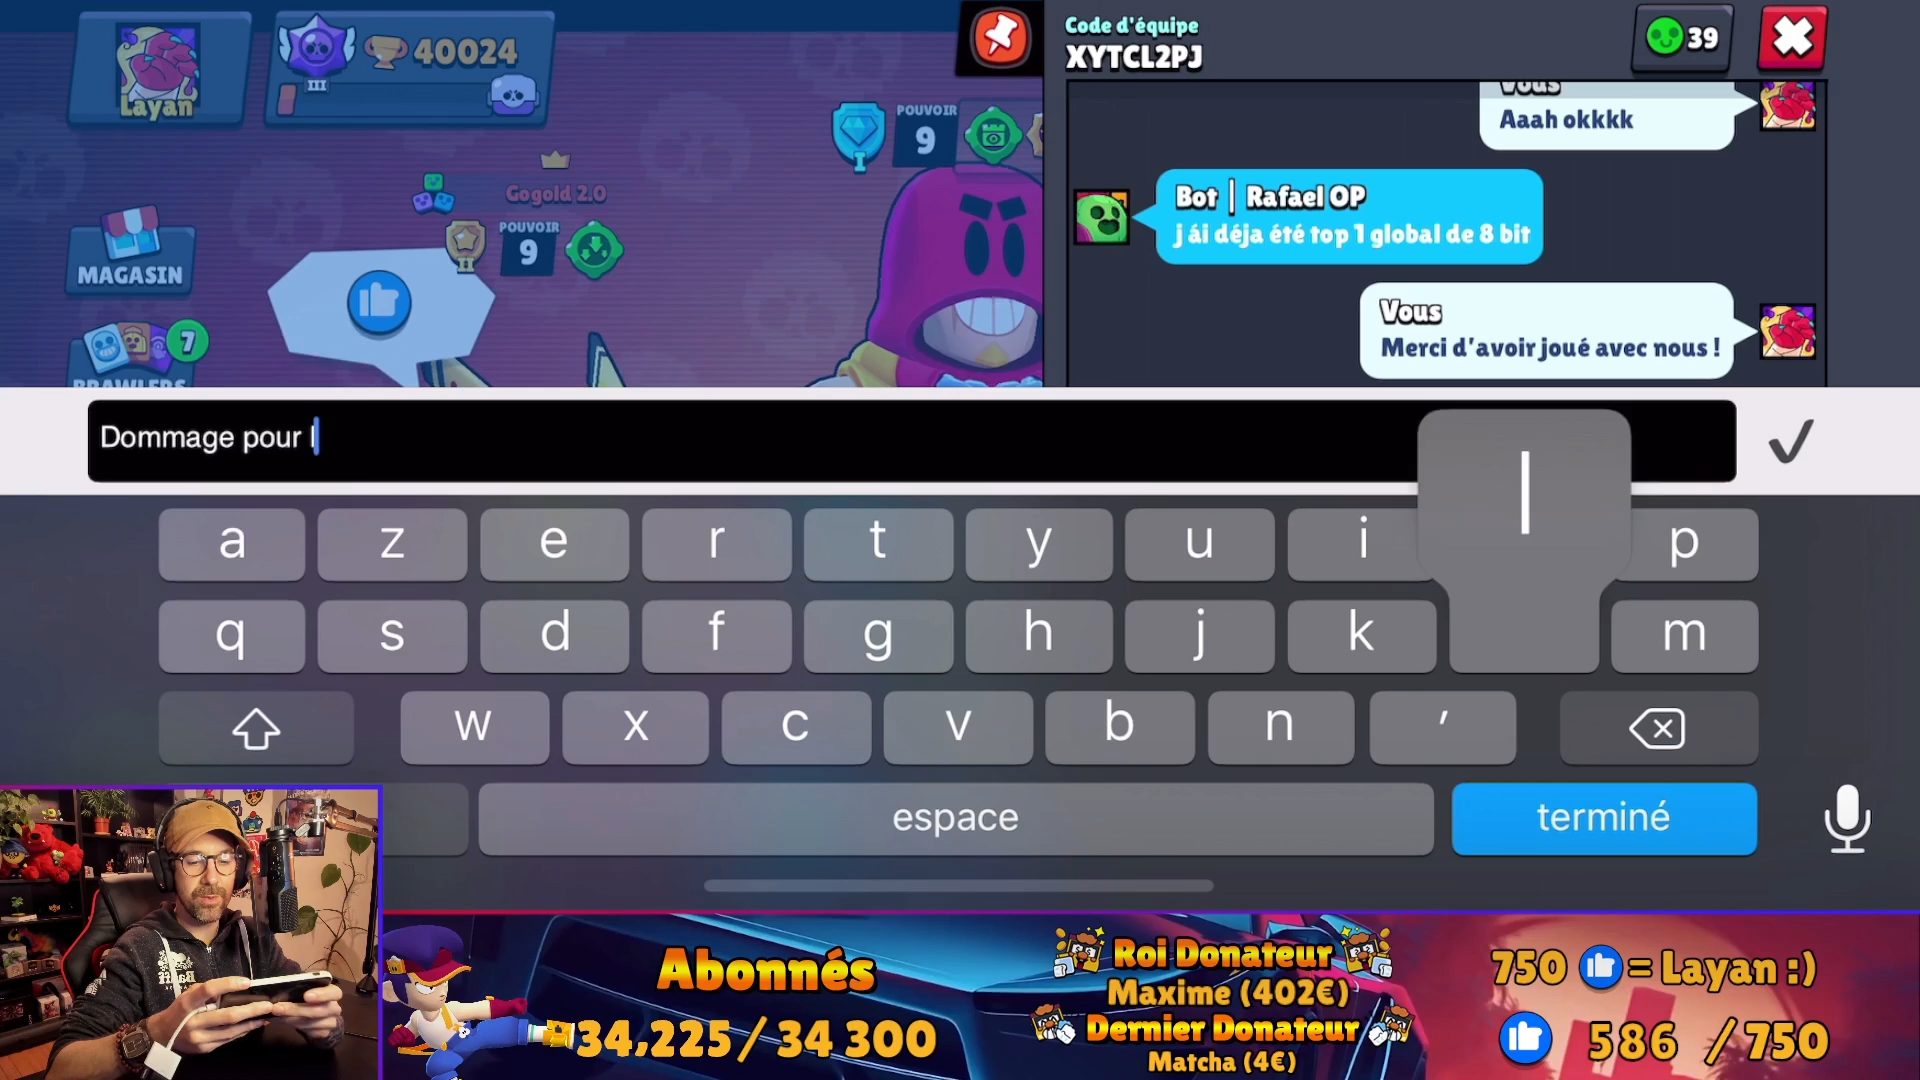 Layan
III
40024
MAGASIN
7
BRAWLERS
Gogold 2.0
II
POUVOIR
9
I
POUVOIR
9
Code d'équipe
XYTCL2PJ
39
Vous
Aaah okkkk
Bot | Rafael OP
j ái déja été top 1 global de 8 bit
Vous
Merci d'avoir joué avec nous !
Dommage pour l
a z e r t y u i p
l
q s d f g h j k m
w x c v b n '
espace
terminé
Abonnés
34,225 / 34 300
Roi Donateur
Maxime (402€)
Dernier Donateur
Matcha (4€)
750 = Layan :)
586 / 750